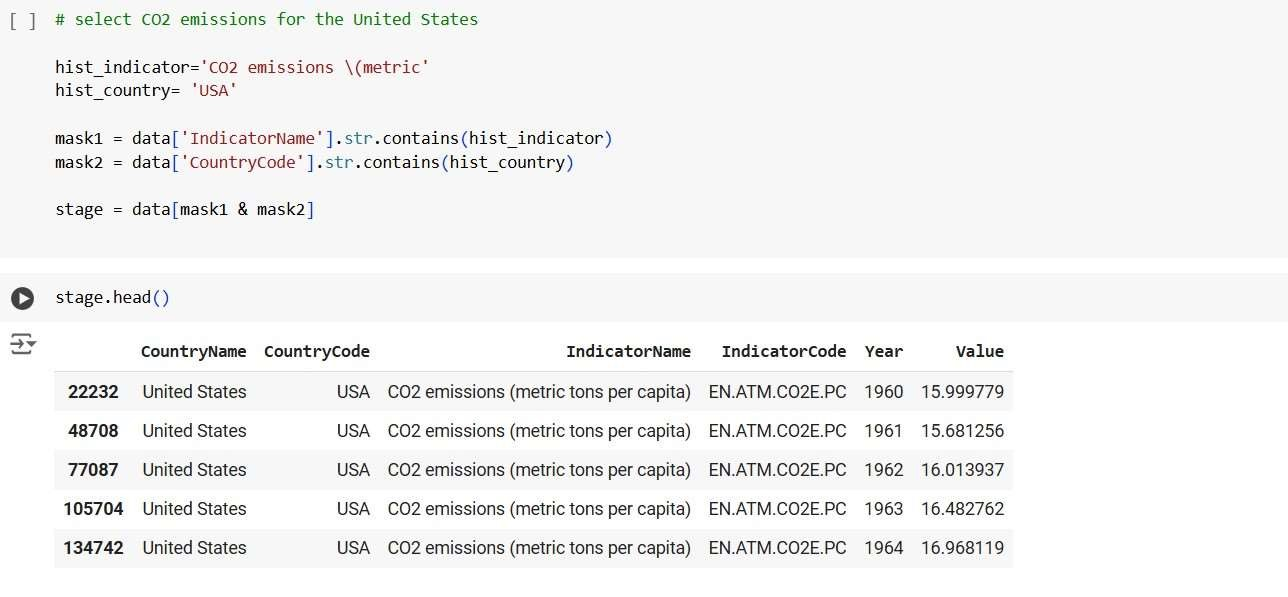 [ ] # select CO2 emissions for the United States
hist_indicator='CO2 emissions \(metric'
hist_country= 'USA'
mask1 = data['IndicatorName'].str.contains(hist_indicator)
mask2 = data['CountryCode'].str.contains(hist_country)
stage = data[mask1 & mask2]
stage.head()
CountryName CountryCode IndicatorName IndicatorCode Year Value
22232 United States USA CO2 emissions (metric tons per capita) EN.ATM.CO2E.PC 1960 15.999779
48708 United States USA CO2 emissions (metric tons per capita) EN.ATM.CO2E.PC 1961 15.681256
77087 United States USA CO2 emissions (metric tons per capita) EN.ATM.CO2E.PC 1962 16.013937
105704 United States USA CO2 emissions (metric tons per capita) EN.ATM.CO2E.PC 1963 16.482762
134742 United States USA CO2 emissions (metric tons per capita) EN.ATM.CO2E.PC 1964 16.968119